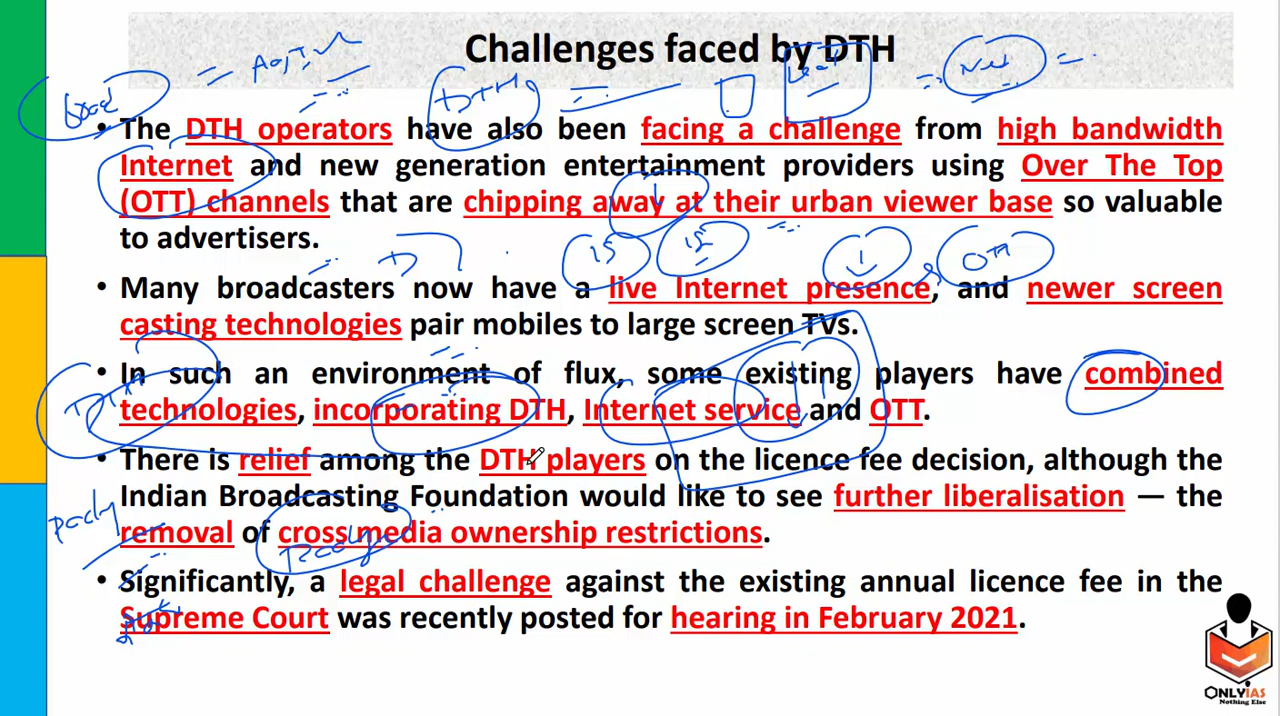 Challenges faced by DTH
DTH
• The DTH operators have also been facing a challenge from high bandwidth
Internet and new generation entertainment providers using Over The Top
(OTT) channels that are chipping away at their urban viewer base so valuable
to advertisers.
15 15 OTT
• Many broadcasters now have a live Internet presence, and newer screen
casting technologies pair mobiles to large screen TVs.
• In such an environment of flux, some existing players have combined
technologies, incorporating DTH, Internet service and OTT.
• There is relief among the DTH players on the licence fee decision, although the
Indian Broadcasting Foundation would like to see further liberalisation — the
removal of cross media ownership restrictions.
• Significantly, a legal challenge against the existing annual licence fee in the
Supreme Court was recently posted for hearing in February 2021.
ONLYIAS
Nothing Else